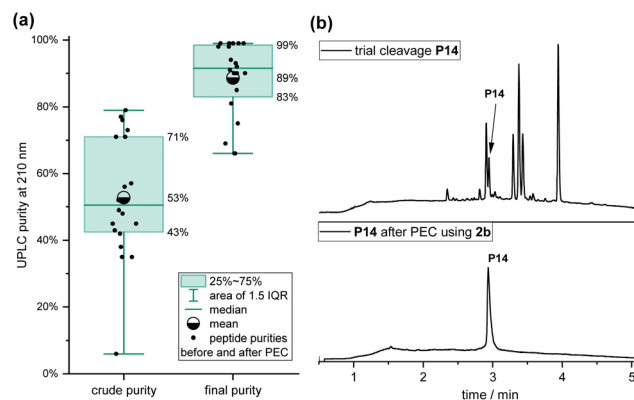 (a)
UPLC purity at 210 nm
100%
80%
60%
40%
20%
0%
99%
89%
83%
71%
53%
43%
25%~75%
area of 1.5 IQR
median
mean
peptide purities
before and after PEC
crude purity
final purity
(b)
trial cleavage P14
P14
P14 after PEC using 2b
P14
1 2 3 4 5
time / min